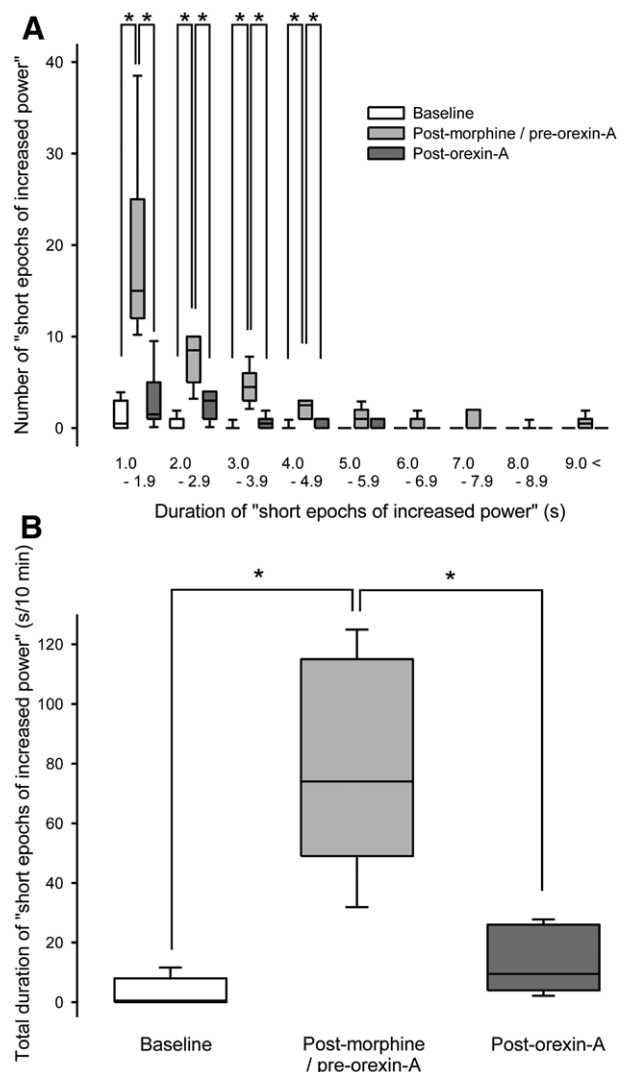 A
* * * * * * * *
Number of "short epochs of increased power"
40
30
20
10
0
Baseline
Post-morphine / pre-orexin-A
Post-orexin-A
1.0 2.0 3.0 4.0 5.0 6.0 7.0 8.0 9.0 <
- 1.9 - 2.9 - 3.9 - 4.9 - 5.9 - 6.9 - 7.9 - 8.9
Duration of "short epochs of increased power" (s)
B
* *
Total duration of "short epochs of increased power" (s/10 min)
120
100
80
60
40
20
0
Baseline Post-morphine Post-orexin-A
/ pre-orexin-A